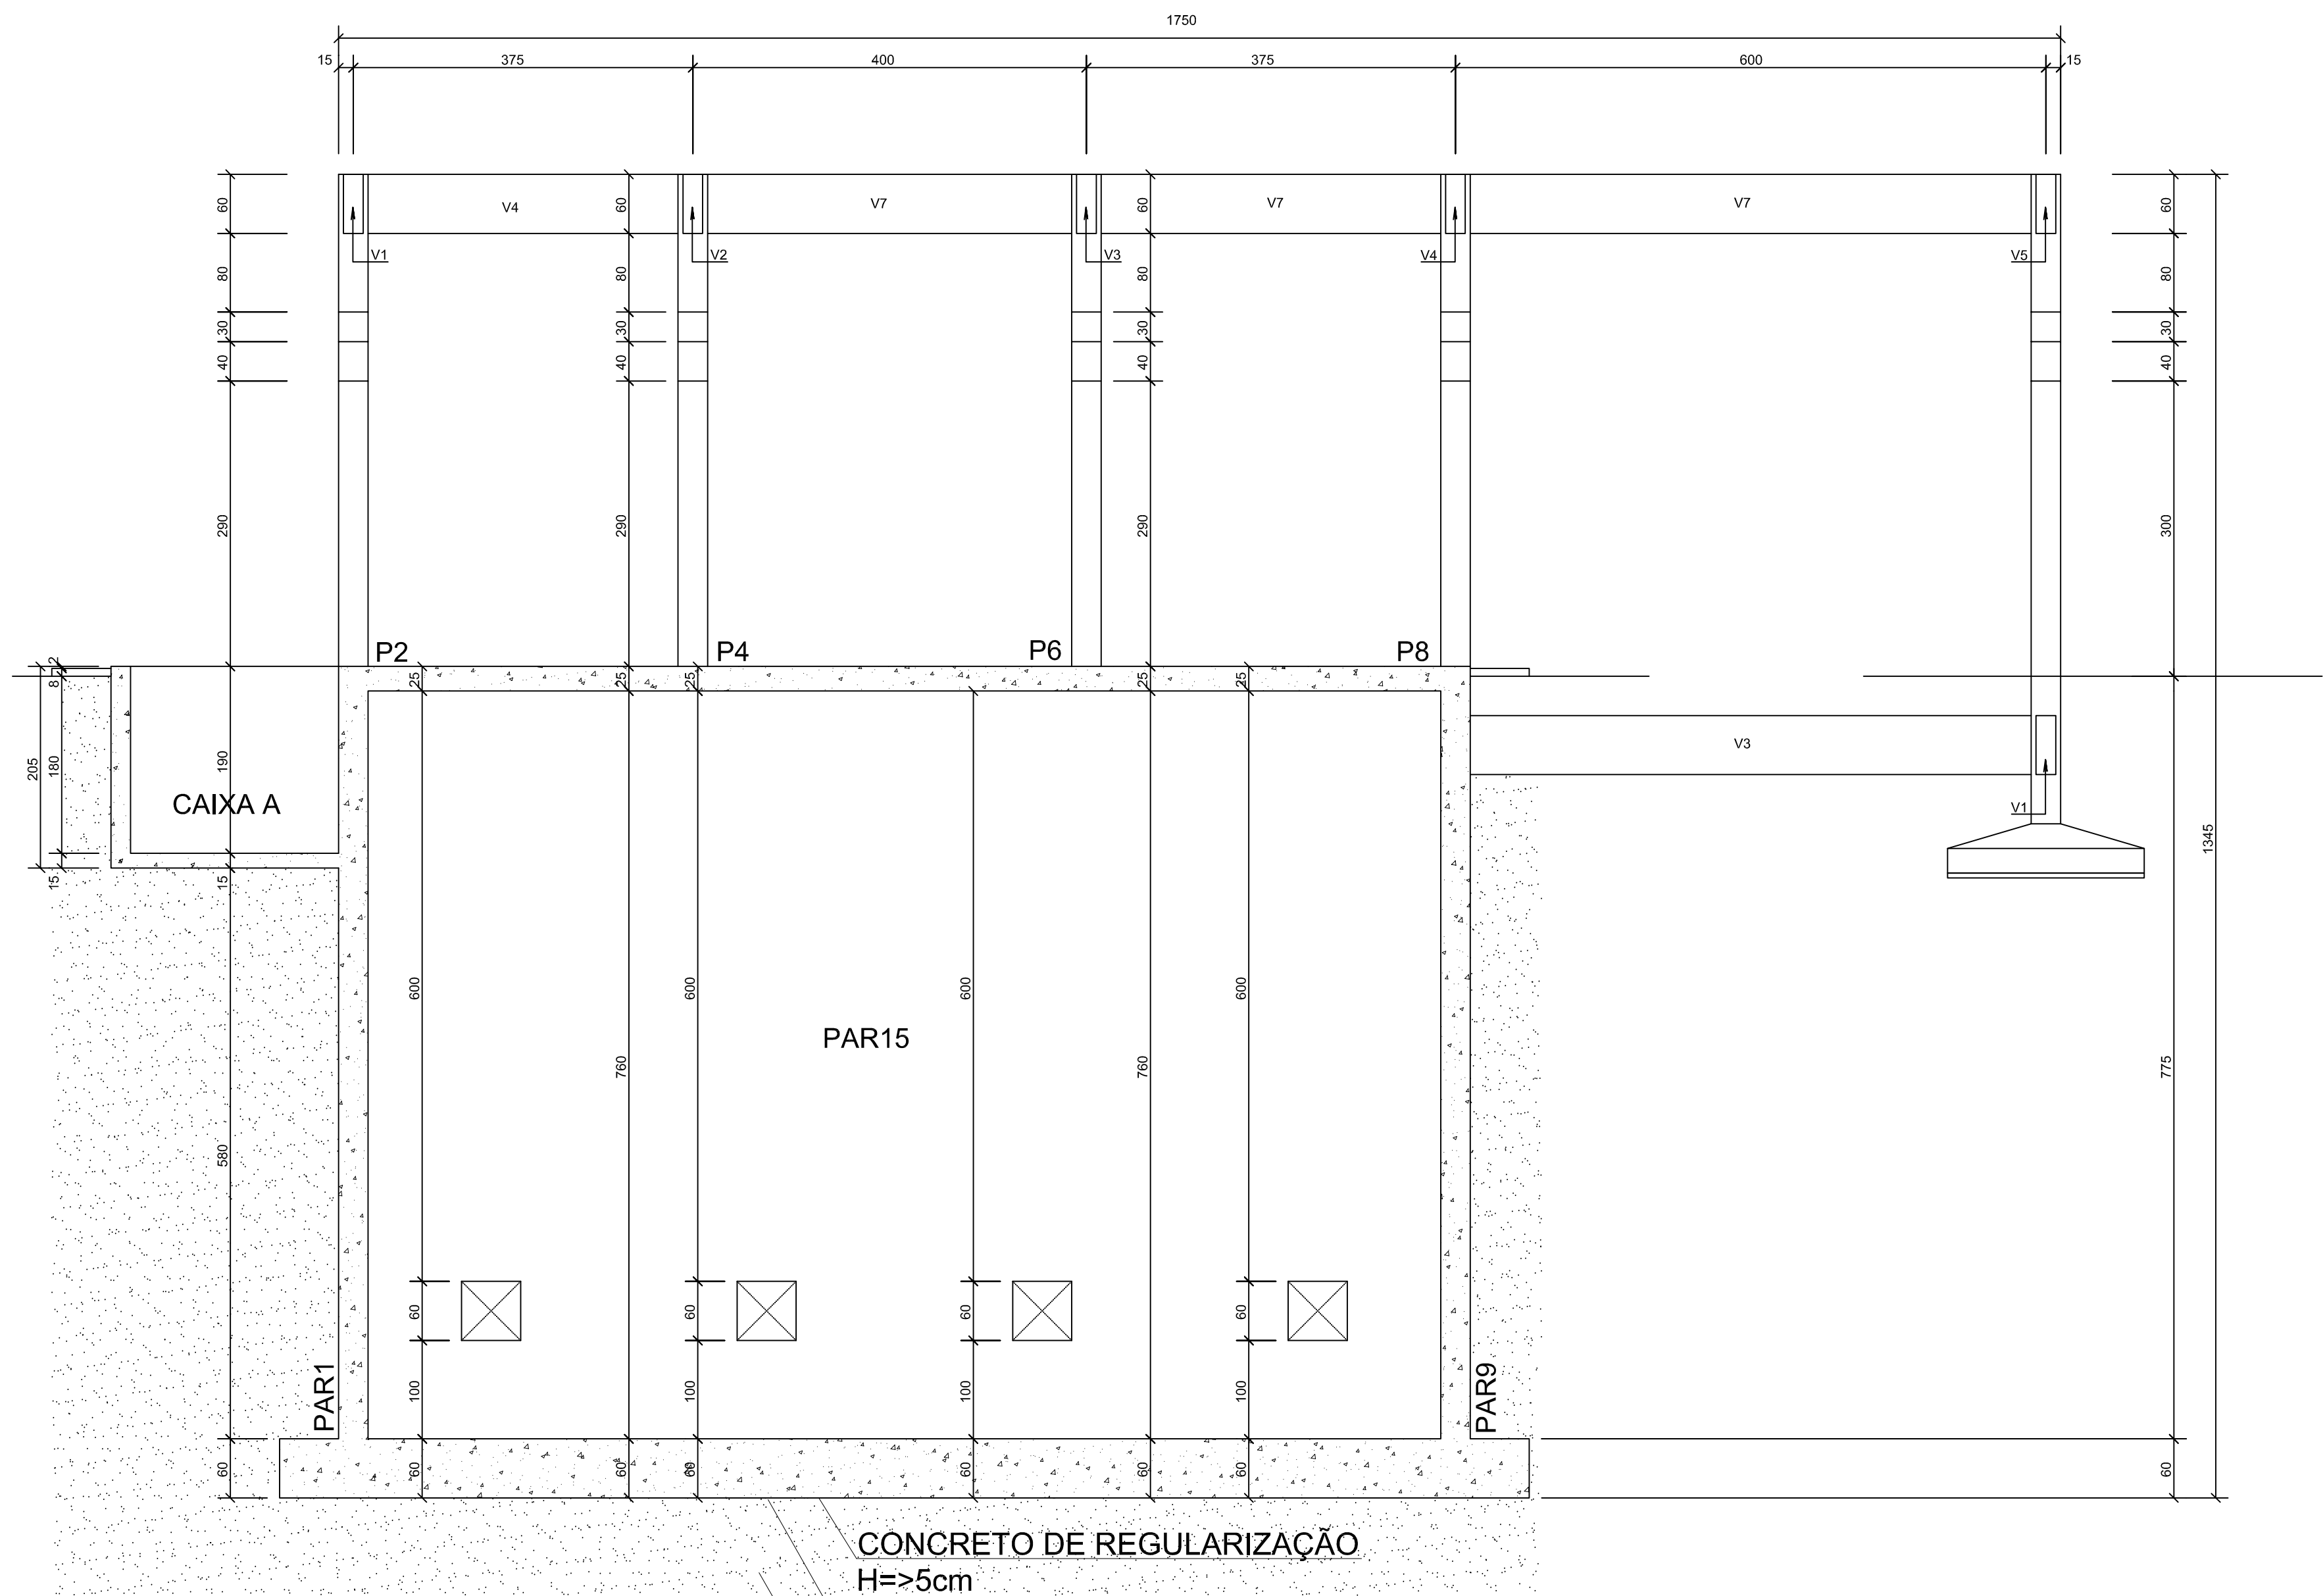 1750
15 375 400 375 600 15
60 V4 60 V7 60 V7 V7 60
V1 V2 V3 V4 V5
80 80 80 80
30 30 30 30
40 40 40 40
290 290 290 300
P2 P4 P6 P8
2
8 25 25 25 25 25
205 180 190 V3
CAIXA A V1
1345
15 15
600 600 600 600
PAR15
760 760 775
580
60 60 60 60
PAR1 100 100 100 100 PAR9
60 60 60 60 60 60 60 60
CONCRETO DE REGULARIZAÇÃO
H=>5cm